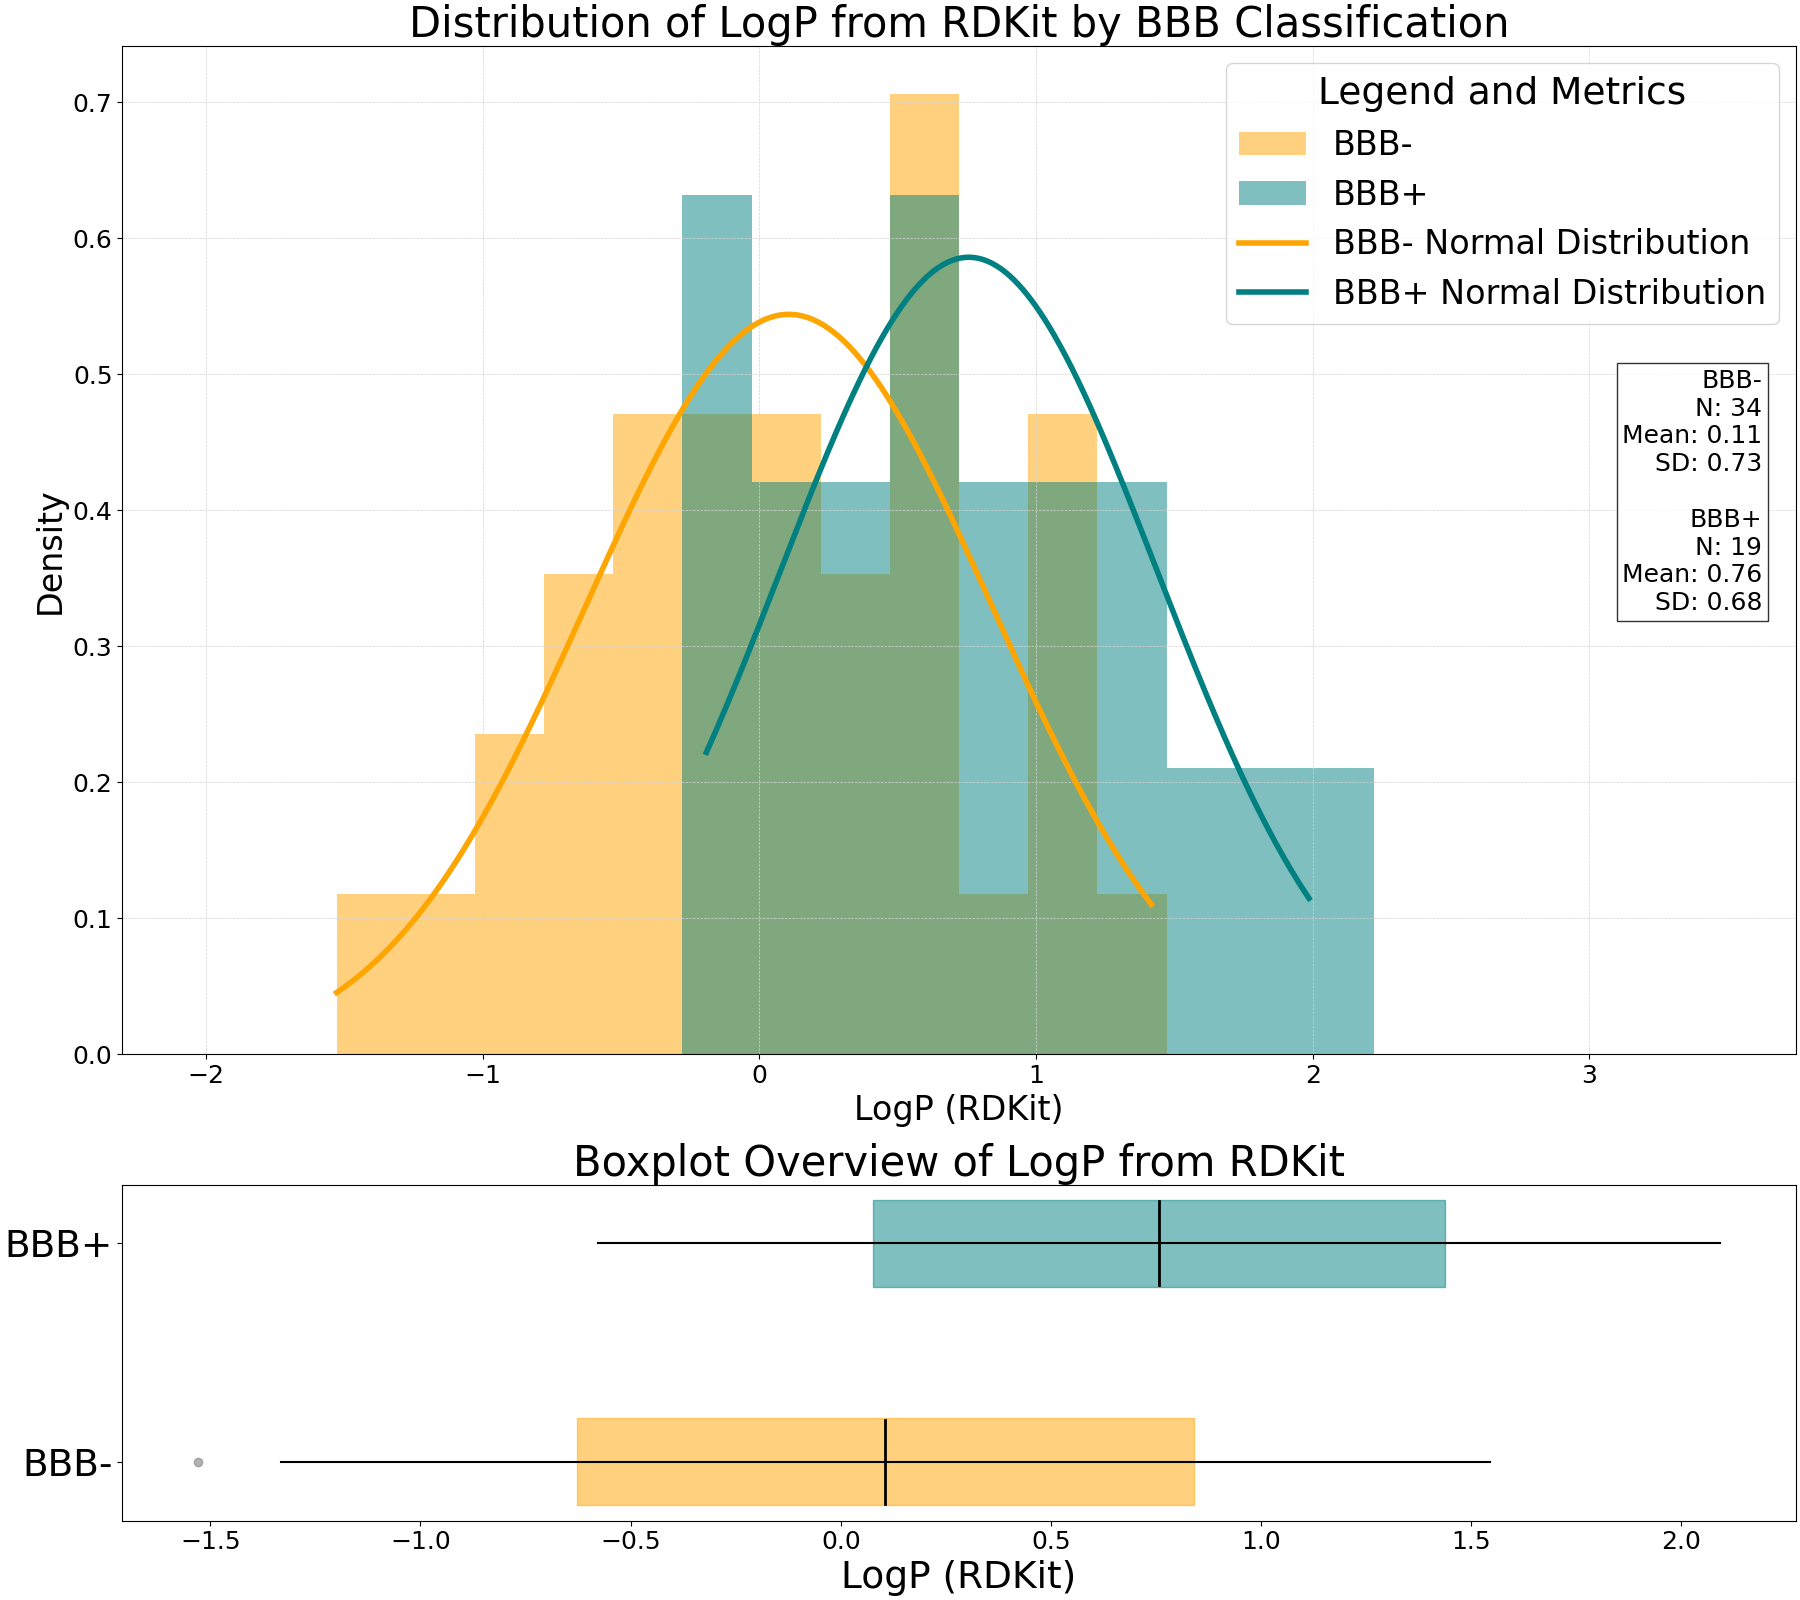 Distribution of LogP from RDKit by BBB Classification
Legend and Metrics
BBB-
BBB+
BBB- Normal Distribution
BBB+ Normal Distribution
BBB-
N: 34
Mean: 0.11
SD: 0.73
BBB+
N: 19
Mean: 0.76
SD: 0.68
Density
0.7
0.6
0.5
0.4
0.3
0.2
0.1
0.0
−2 −1 0 1 2 3
LogP (RDKit)
Boxplot Overview of LogP from RDKit
BBB+
BBB-
−1.5 −1.0 −0.5 0.0 0.5 1.0 1.5 2.0
LogP (RDKit)